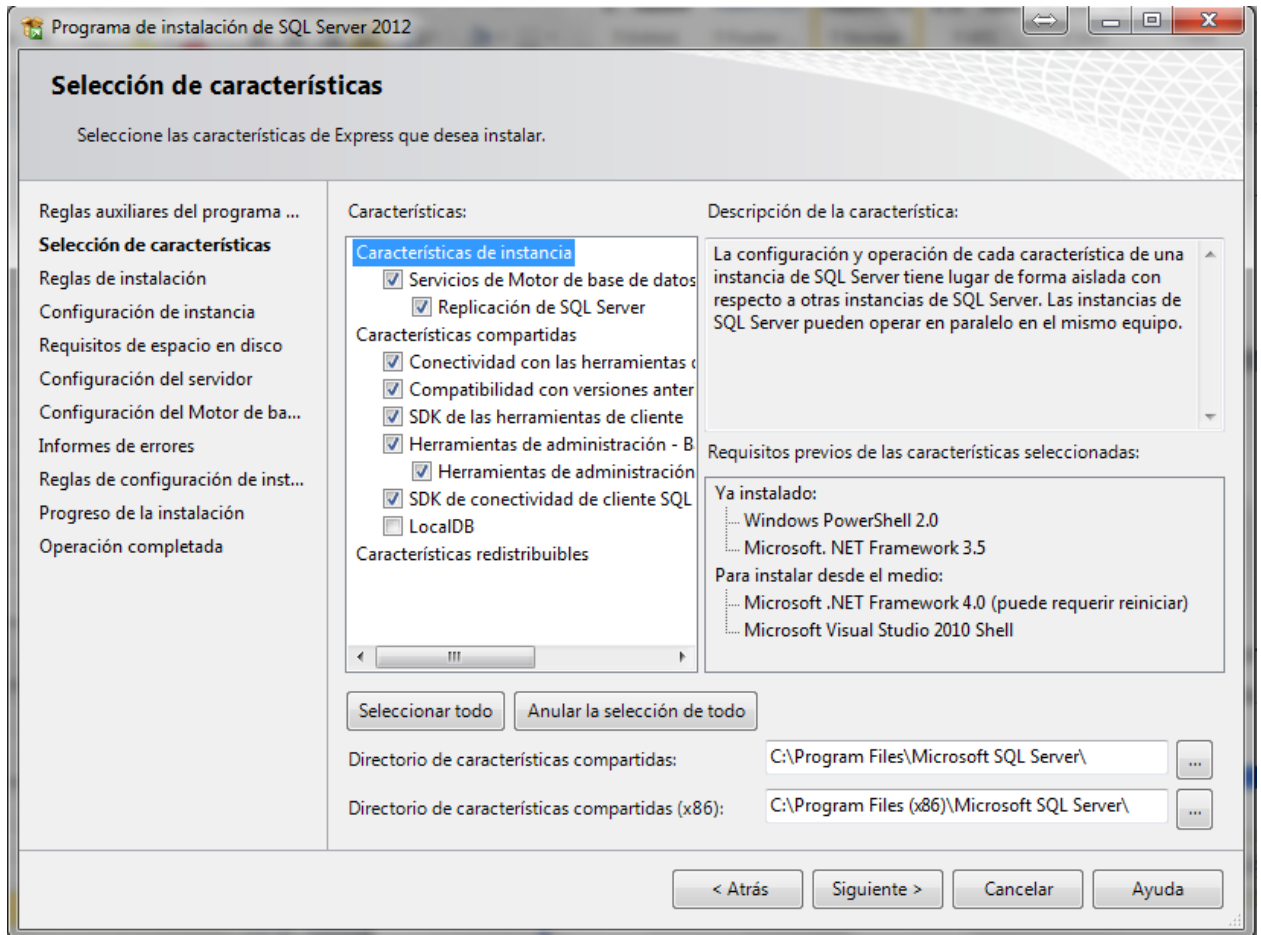 Programa de instalación de SQL Server 2012
Selección de características
Seleccione las características de Express que desea instalar.
Reglas auxiliares del programa ...
Selección de características
Reglas de instalación
Configuración de instancia
Requisitos de espacio en disco
Configuración del servidor
Configuración del Motor de ba...
Informes de errores
Reglas de configuración de inst...
Progreso de la instalación
Operación completada
Características:
Características de instancia
Servicios de Motor de base de datos
Replicación de SQL Server
Características compartidas
Conectividad con las herramientas
Compatibilidad con versiones anter
SDK de las herramientas de cliente
Herramientas de administración - B
Herramientas de administración
SDK de conectividad de cliente SQL
LocalDB
Características redistribuibles
Seleccionar todo
Anular la selección de todo
Descripción de la característica:
La configuración y operación de cada característica de una
instancia de SQL Server tiene lugar de forma aislada con
respecto a otras instancias de SQL Server. Las instancias de
SQL Server pueden operar en paralelo en el mismo equipo.
Requisitos previos de las características seleccionadas:
Ya instalado:
Windows PowerShell 2.0
Microsoft. NET Framework 3.5
Para instalar desde el medio:
Microsoft .NET Framework 4.0 (puede requerir reiniciar)
Microsoft Visual Studio 2010 Shell
Directorio de características compartidas:
C:\Program Files\Microsoft SQL Server\
...
Directorio de características compartidas (x86):
C:\Program Files (x86)\Microsoft SQL Server\
...
< Atrás
Siguiente >
Cancelar
Ayuda